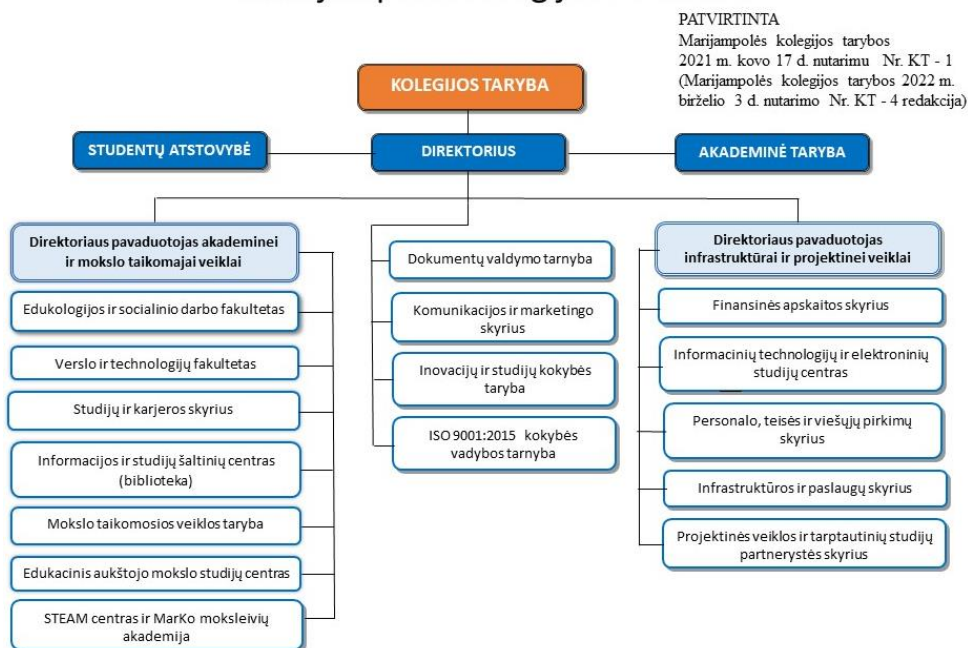 PATVIRTINTA
Marijampolės kolegijos tarybos
2021 m. kovo 17 d. nutarimu Nr. KT - 1
(Marijampolės kolegijos tarybos 2022 m.
birželio 3 d. nutarimo Nr. KT - 4 redakcija)
KOLEGIJOS TARYBA
STUDENTŲ ATSTOVYBĖ
DIREKTORIUS
AKADEMINĖ TARYBA
Direktoriaus pavaduotojas akademinei
ir mokslo taikomajai veiklai
Edukologijos ir socialinio darbo fakultetas
Verslo ir technologijų fakultetas
Studijų ir karjeros skyrius
Informacijos ir studijų šaltinių centras
(biblioteka)
Mokslo taikomosios veiklos taryba
Edukacinis aukštojo mokslo studijų centras
STEAM centras ir MarKo moksleivių
akademija
Dokumentų valdymo tarnyba
Komunikacijos ir marketingo
skyrius
Inovacijų ir studijų kokybės
taryba
ISO 9001:2015 kokybės
vadybos tarnyba
Direktoriaus pavaduotojas
infrastruktūrai ir projektinei veiklai
Finansinės apskaitos skyrius
Informacinių technologijų ir elektroninių
studijų centras
Personalo, teisės ir viešųjų pirkimų
skyrius
Infrastruktūros ir paslaugų skyrius
Projektinės veiklos ir tarptautinių studijų
partnerystės skyrius